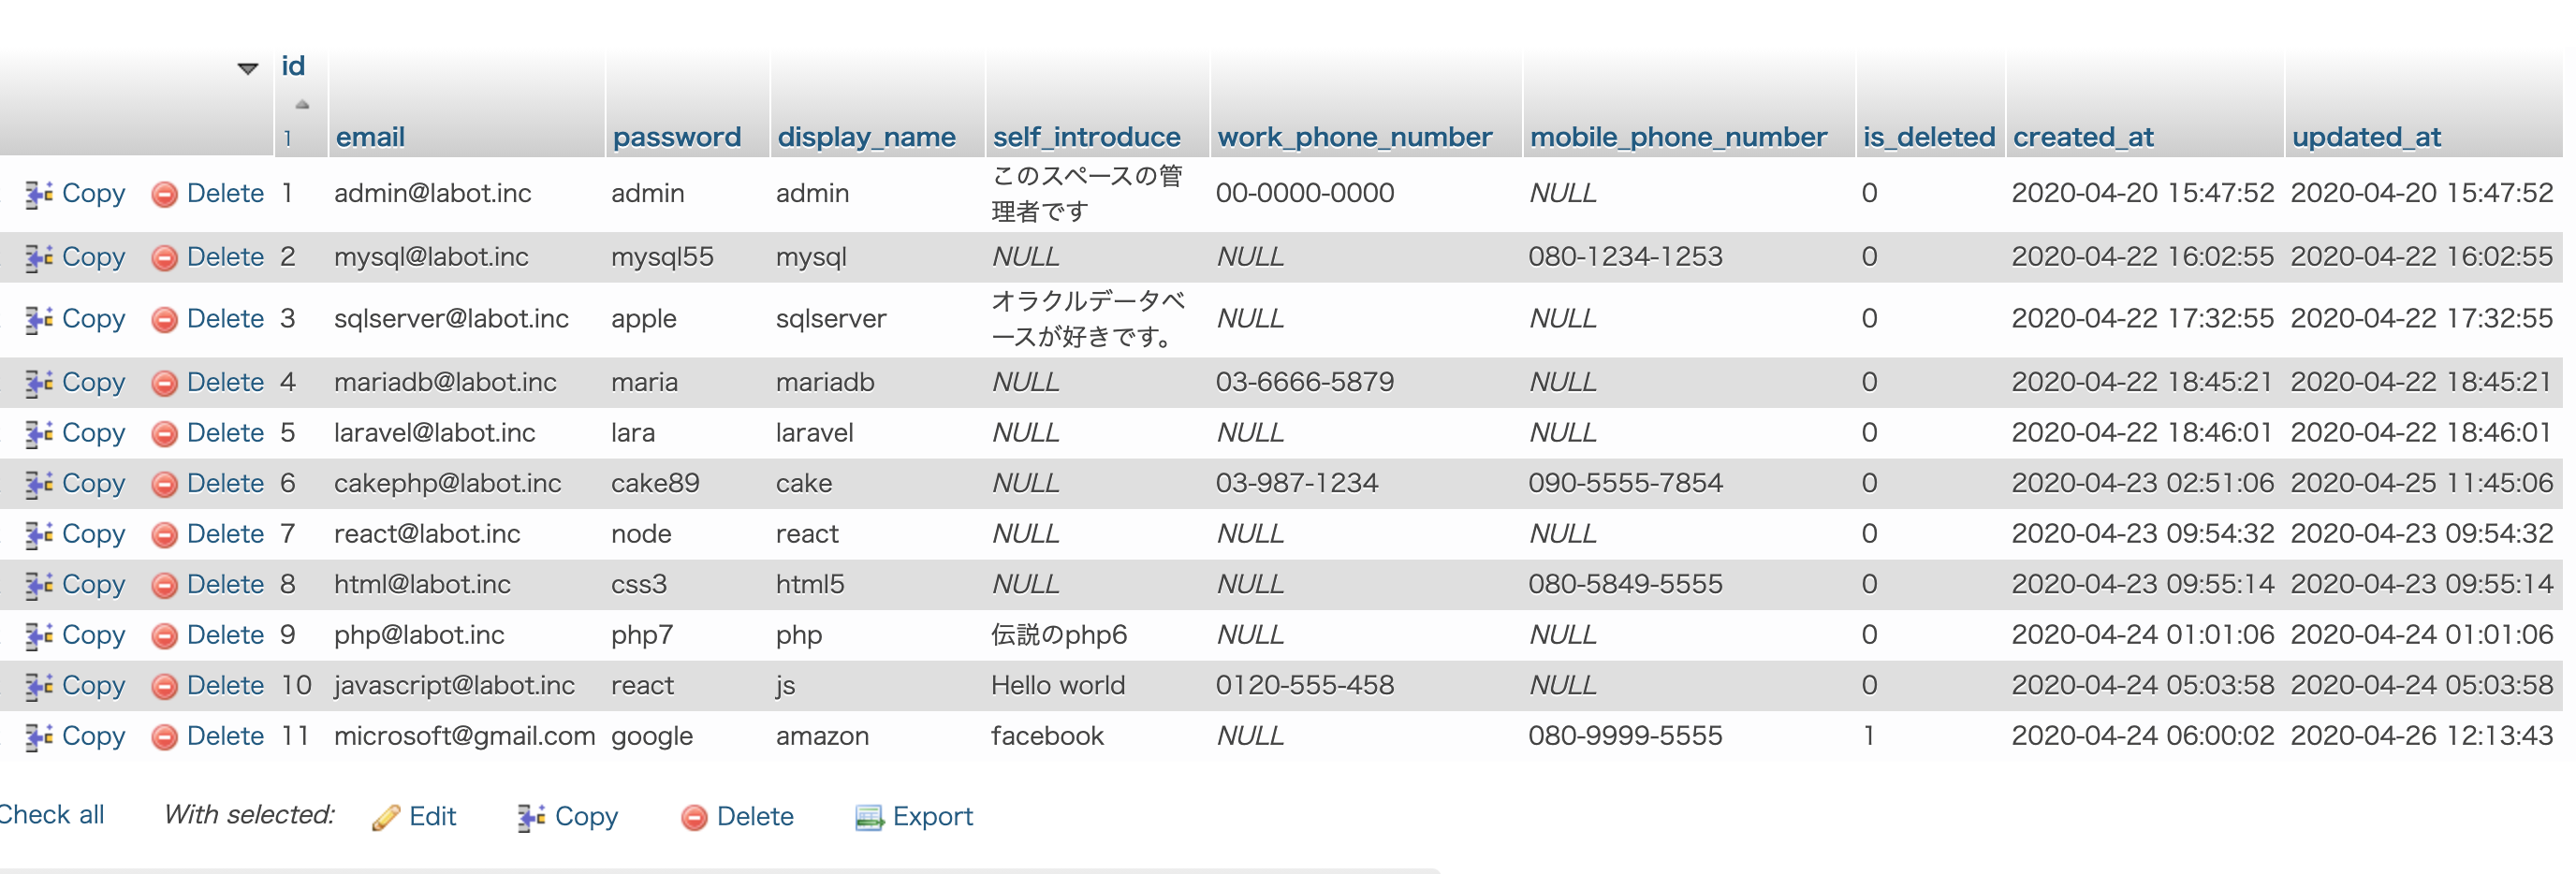 id
1 email password display_name self_introduce work_phone_number mobile_phone_number is_deleted created_at updated_at
Copy Delete 1 admin@labot.inc admin admin このスペースの管 00-0000-0000 NULL 0 2020-04-20 15:47:52 2020-04-20 15:47:52
理者です
Copy Delete 2 mysql@labot.inc mysql55 mysql NULL NULL 080-1234-1253 0 2020-04-22 16:02:55 2020-04-22 16:02:55
Copy Delete 3 sqlserver@labot.inc apple sqlserver オラクルデータベ NULL NULL 0 2020-04-22 17:32:55 2020-04-22 17:32:55
ースが好きです。
Copy Delete 4 mariadb@labot.inc maria mariadb NULL 03-6666-5879 NULL 0 2020-04-22 18:45:21 2020-04-22 18:45:21
Copy Delete 5 laravel@labot.inc lara laravel NULL NULL NULL 0 2020-04-22 18:46:01 2020-04-22 18:46:01
Copy Delete 6 cakephp@labot.inc cake89 cake NULL 03-987-1234 090-5555-7854 0 2020-04-23 02:51:06 2020-04-25 11:45:06
Copy Delete 7 react@labot.inc node react NULL NULL NULL 0 2020-04-23 09:54:32 2020-04-23 09:54:32
Copy Delete 8 html@labot.inc css3 html5 NULL NULL 080-5849-5555 0 2020-04-23 09:55:14 2020-04-23 09:55:14
Copy Delete 9 php@labot.inc php7 php 伝説のphp6 NULL NULL 0 2020-04-24 01:01:06 2020-04-24 01:01:06
Copy Delete 10 javascript@labot.inc react js Hello world 0120-555-458 NULL 0 2020-04-24 05:03:58 2020-04-24 05:03:58
Copy Delete 11 microsoft@gmail.com google amazon facebook NULL 080-9999-5555 1 2020-04-24 06:00:02 2020-04-26 12:13:43
Check all With selected: Edit Copy Delete Export